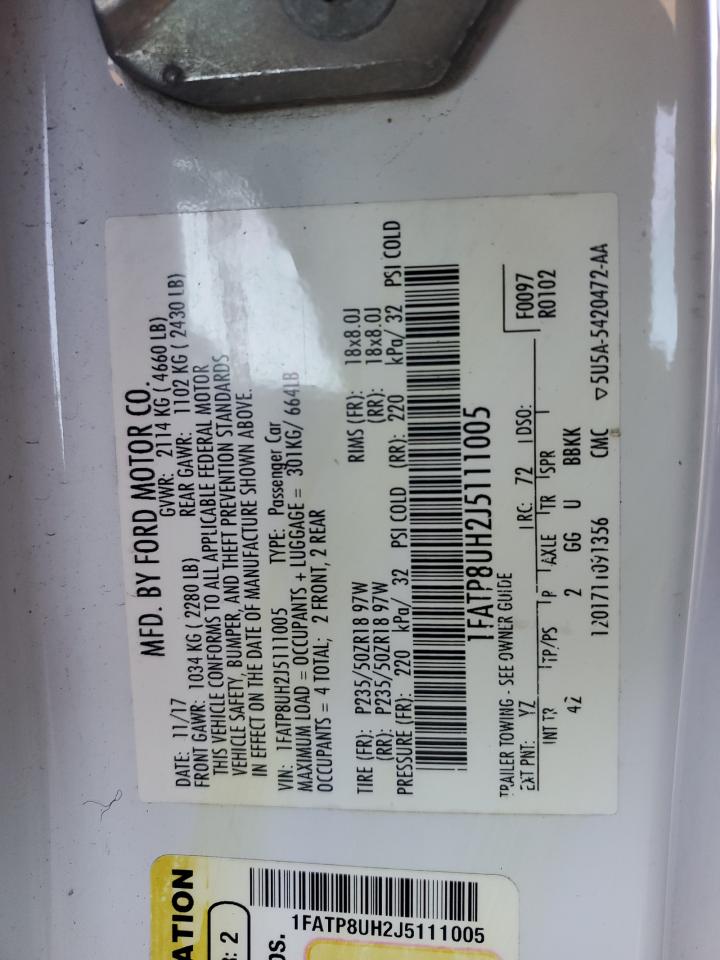 MFD. BY FORD MOTOR CO.
DATE: 11/17 GVWR: 2114 KG ( 4660 LB)
FRONT GAWR: 1034 KG ( 2280 LB) REAR GAWR: 1102 KG ( 2430 LB)
THIS VEHICLE CONFORMS TO ALL APPLICABLE FEDERAL MOTOR
VEHICLE SAFETY, BUMPER, AND THEFT PREVENTION STANDARDS
IN EFFECT ON THE DATE OF MANUFACTURE SHOWN ABOVE.
VIN: 1FATP8UH2J5111005 TYPE: Passenger Car
MAXIMUM LOAD = OCCUPANTS + LUGGAGE = 301KG/ 664LB
OCCUPANTS = 4 TOTAL; 2 FRONT, 2 REAR
TIRE (FR): P235/50ZR18 97W RIMS (FR): 18x8.0J
(RR): P235/50ZR18 97W (RR): 18x8.0J
PRESSURE (FR): 220 kPa/ 32 PSI COLD (RR): 220 kPa/ 32 PSI COLD
1FATP8UH2J5111005
TRAILER TOWING - SEE OWNER GUIDE F0097
EXT PNT: YZ RC: 72 DSO: R0102
INT TR TP/PS P AXLE TR SPR
42 2 GG U BBKK
CMC ▽5U5A-5420472-AA
ATION
: 2
1FATP8UH2J5111005